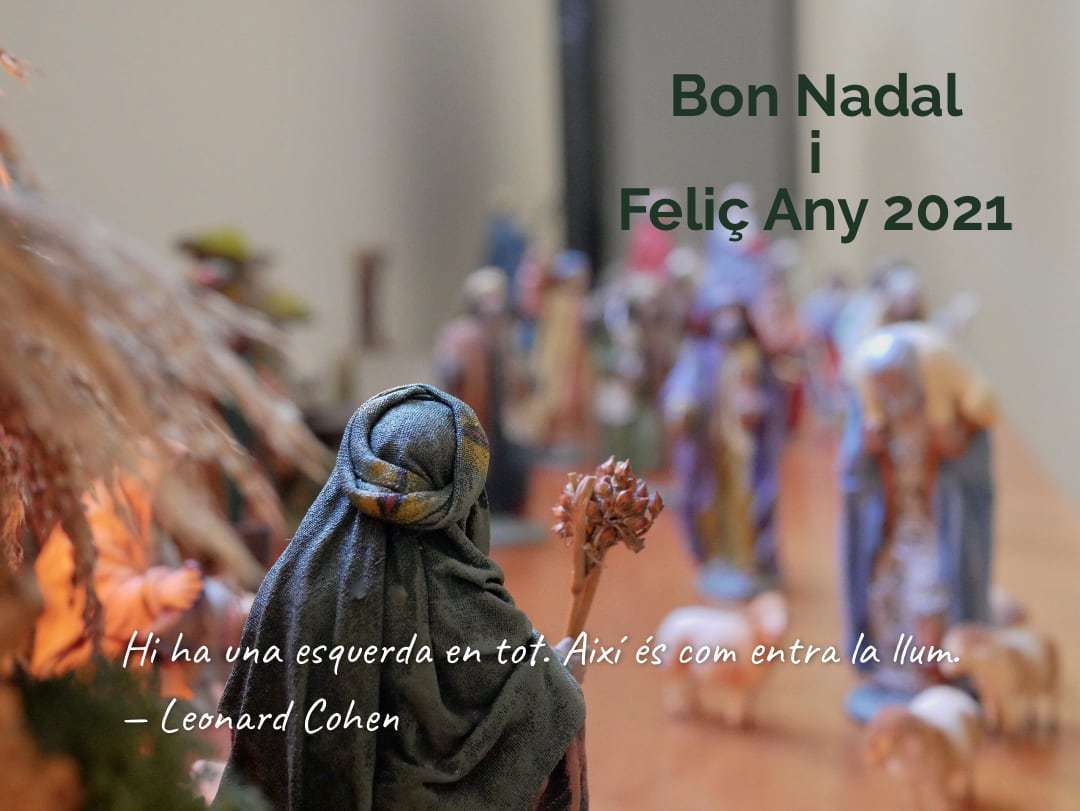 Bon Nadal
i
Feliç Any 2021
Hi ha una esquerda en tot. Així és com entra la llum.
— Leonard Cohen